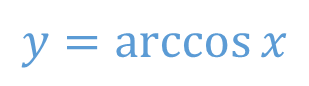 y = arccos x